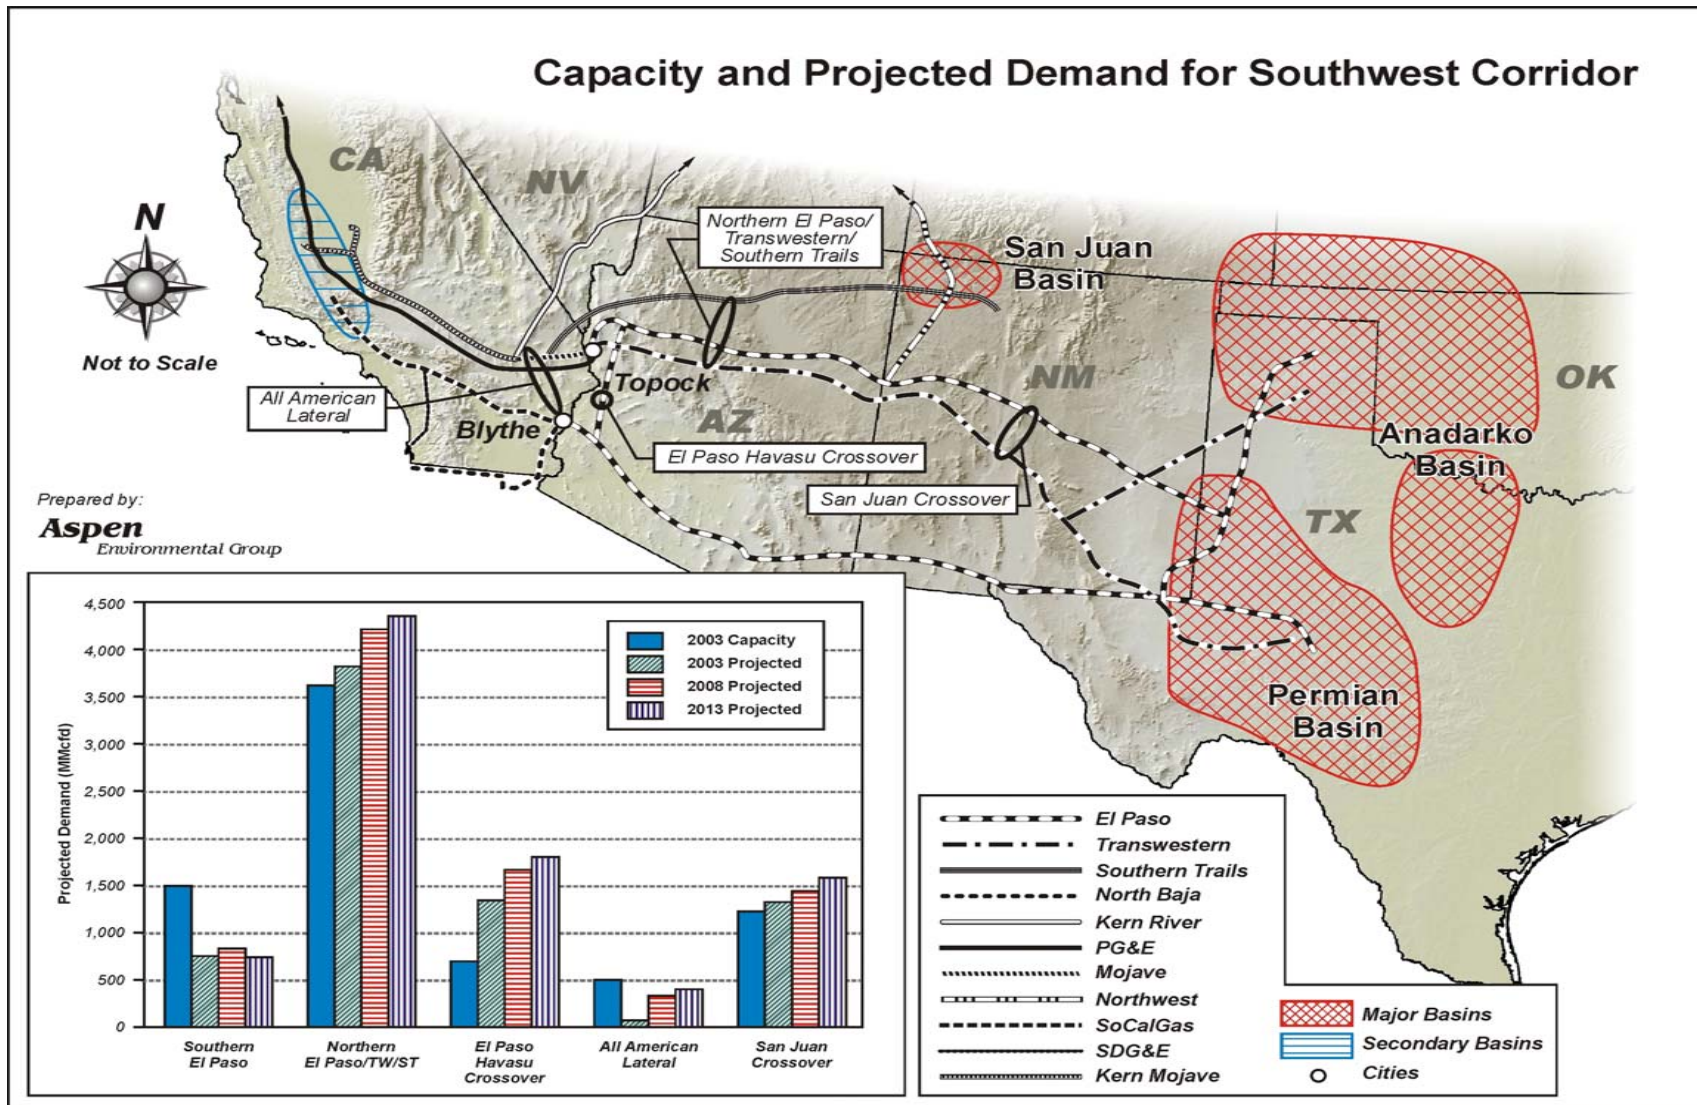 Capacity and Projected Demand for Southwest Corridor
CA
NV
N
Not to Scale
Northern El Paso/
Transwestern/
Southern Trails
San Juan
Basin
All American
Lateral
Topock
Blythe
AZ
NM
OK
El Paso Havasu Crossover
San Juan Crossover
Anadarko
Basin
TX
Permian
Basin
Prepared by:
Aspen
Environmental Group
Projected Demand (MMcfd)
4,500
4,000
3,500
3,000
2,500
2,000
1,500
1,000
500
0
2003 Capacity
2003 Projected
2008 Projected
2013 Projected
Southern
El Paso
Northern
El Paso/TW/ST
El Paso
Havasu
Crossover
All American
Lateral
San Juan
Crossover
El Paso
Transwestern
Southern Trails
North Baja
Kern River
PG&E
Mojave
Northwest
SoCalGas
SDG&E
Kern Mojave
Major Basins
Secondary Basins
Cities